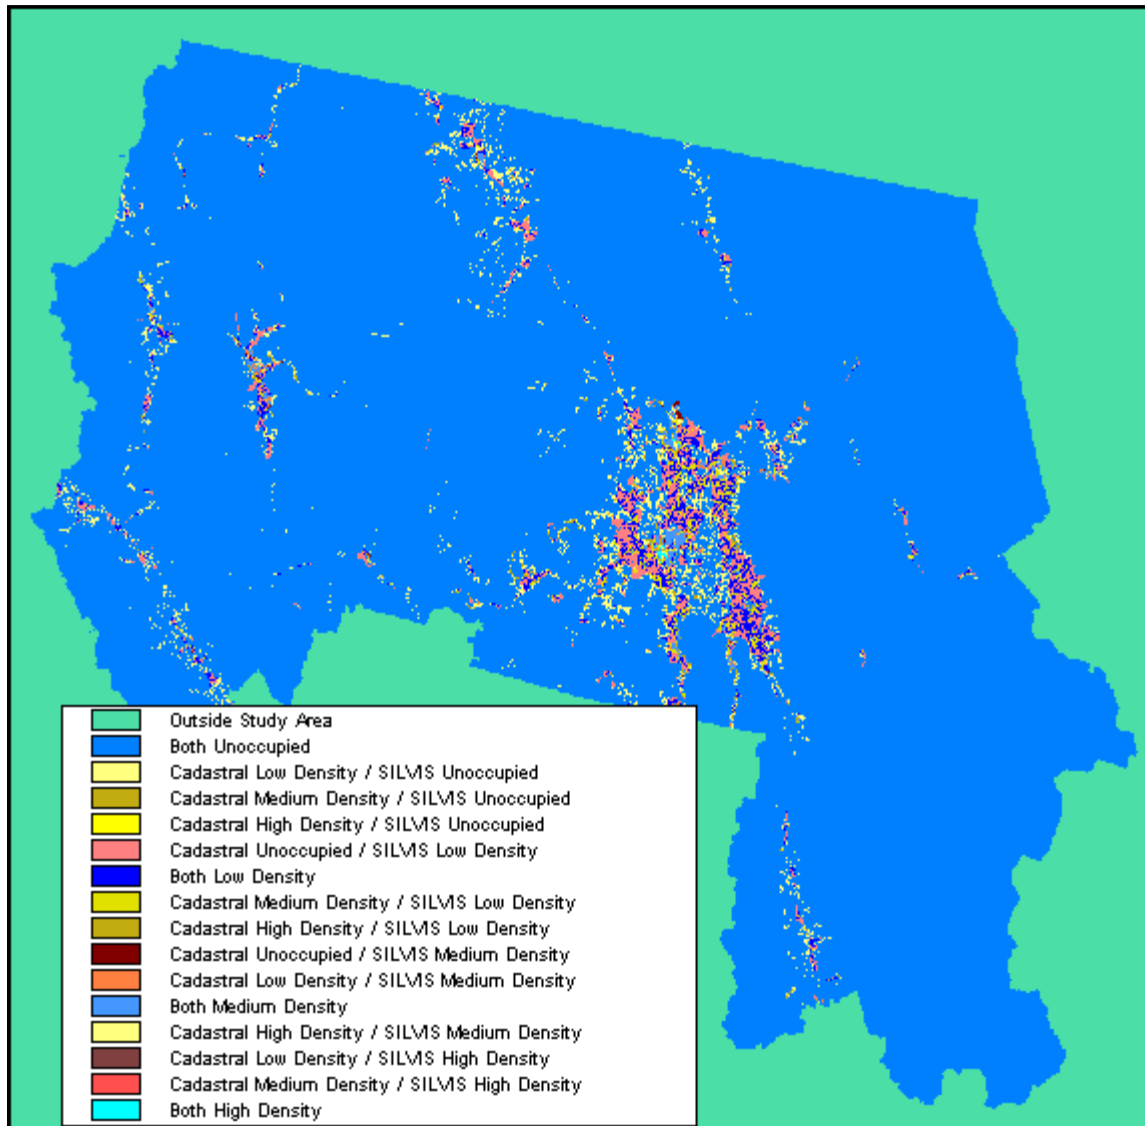 Outside Study Area
Both Unoccupied
Cadastral Low Density / SILVIS Unoccupied
Cadastral Medium Density / SILVIS Unoccupied
Cadastral High Density / SILVIS Unoccupied
Cadastral Unoccupied / SILVIS Low Density
Both Low Density
Cadastral Medium Density / SILVIS Low Density
Cadastral High Density / SILVIS Low Density
Cadastral Unoccupied / SILVIS Medium Density
Cadastral Low Density / SILVIS Medium Density
Both Medium Density
Cadastral High Density / SILVIS Medium Density
Cadastral Low Density / SILVIS High Density
Cadastral Medium Density / SILVIS High Density
Both High Density